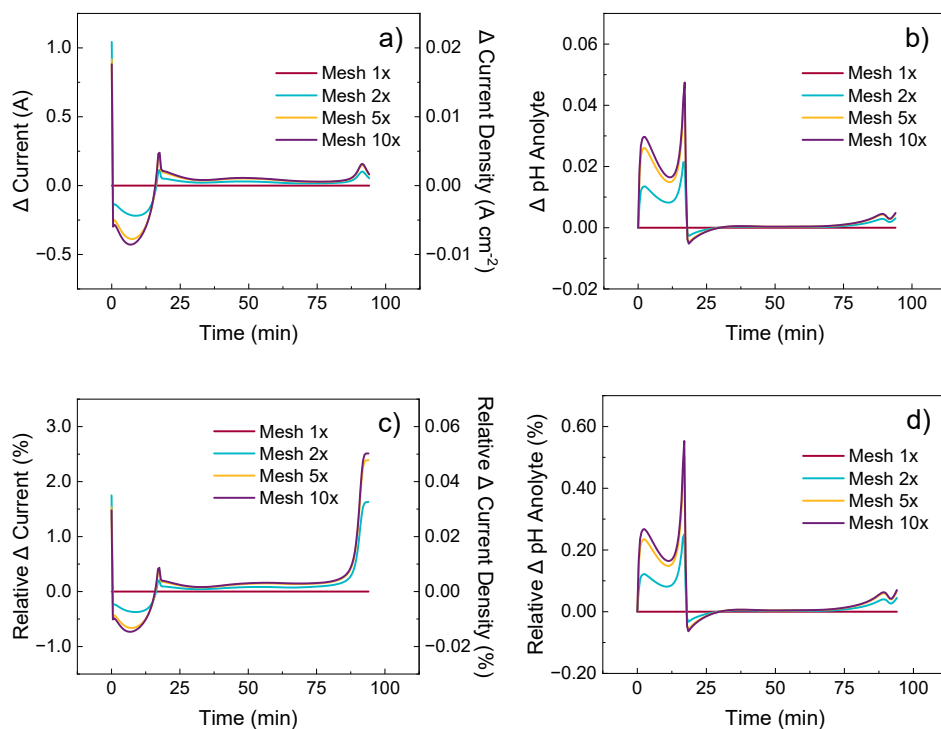 a)
Δ Current (A)
1.0
0.5
0.0
−0.5
Mesh 1x
Mesh 2x
Mesh 5x
Mesh 10x
0.02
0.01
0.00
−0.01
Δ Current Density (A cm⁻²)
0 25 50 75 100
Time (min)
b)
Δ pH Anolyte
0.06
0.04
0.02
0.00
−0.02
Mesh 1x
Mesh 2x
Mesh 5x
Mesh 10x
0 25 50 75 100
Time (min)
c)
Relative Δ Current (%)
3.0
2.0
1.0
0.0
−1.0
Mesh 1x
Mesh 2x
Mesh 5x
Mesh 10x
0.06
0.04
0.02
0.00
−0.02
Relative Δ Current Density
(%)
0 25 50 75 100
Time (min)
d)
Relative Δ pH Anolyte (%)
0.60
0.40
0.20
0.00
−0.20
Mesh 1x
Mesh 2x
Mesh 5x
Mesh 10x
0 25 50 75 100
Time (min)